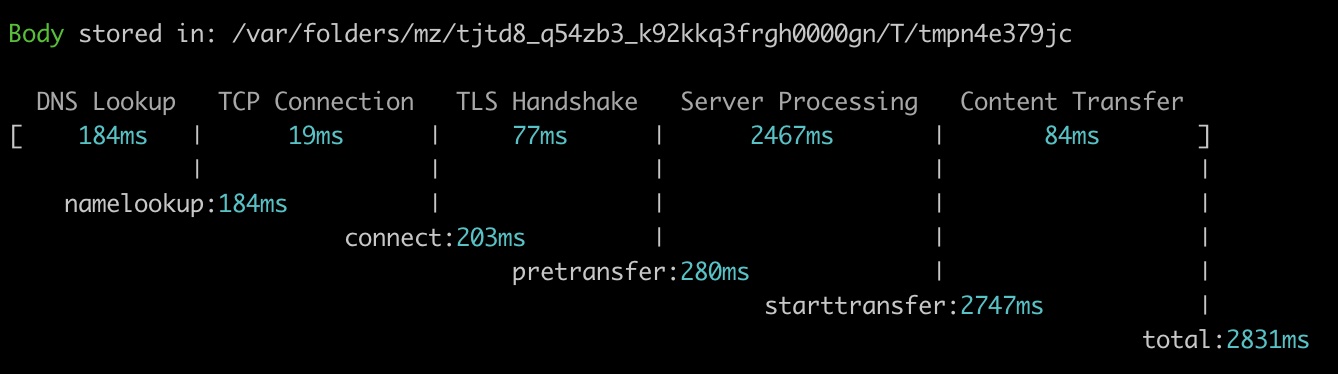 Body stored in: /var/folders/mz/tjtd8_q54zb3_k92kkq3frgh0000gn/T/tmpn4e379jc
DNS Lookup   TCP Connection   TLS Handshake   Server Processing   Content Transfer
[     184ms   |      19ms      |     77ms      |      2467ms       |       84ms       ]
              |                |               |                   |                  |
    namelookup:184ms           |               |                   |                  |
                        connect:203ms          |                   |                  |
                                    pretransfer:280ms              |                  |
                                                      starttransfer:2747ms            |
                                                                                 total:2831ms